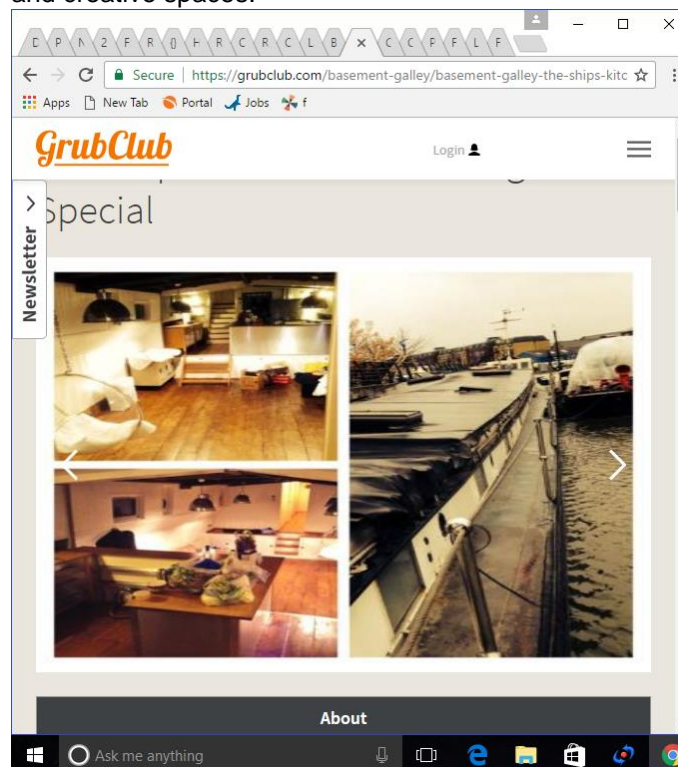 and creative spaces.
D P N 2 F R {} H R C R C L B × C C P F L F
Secure | https://grubclub.com/basement-galley/basement-galley-the-ships-kitc
Apps New Tab Portal Jobs f
GrubClub Login
Special
Newsletter
About
Ask me anything